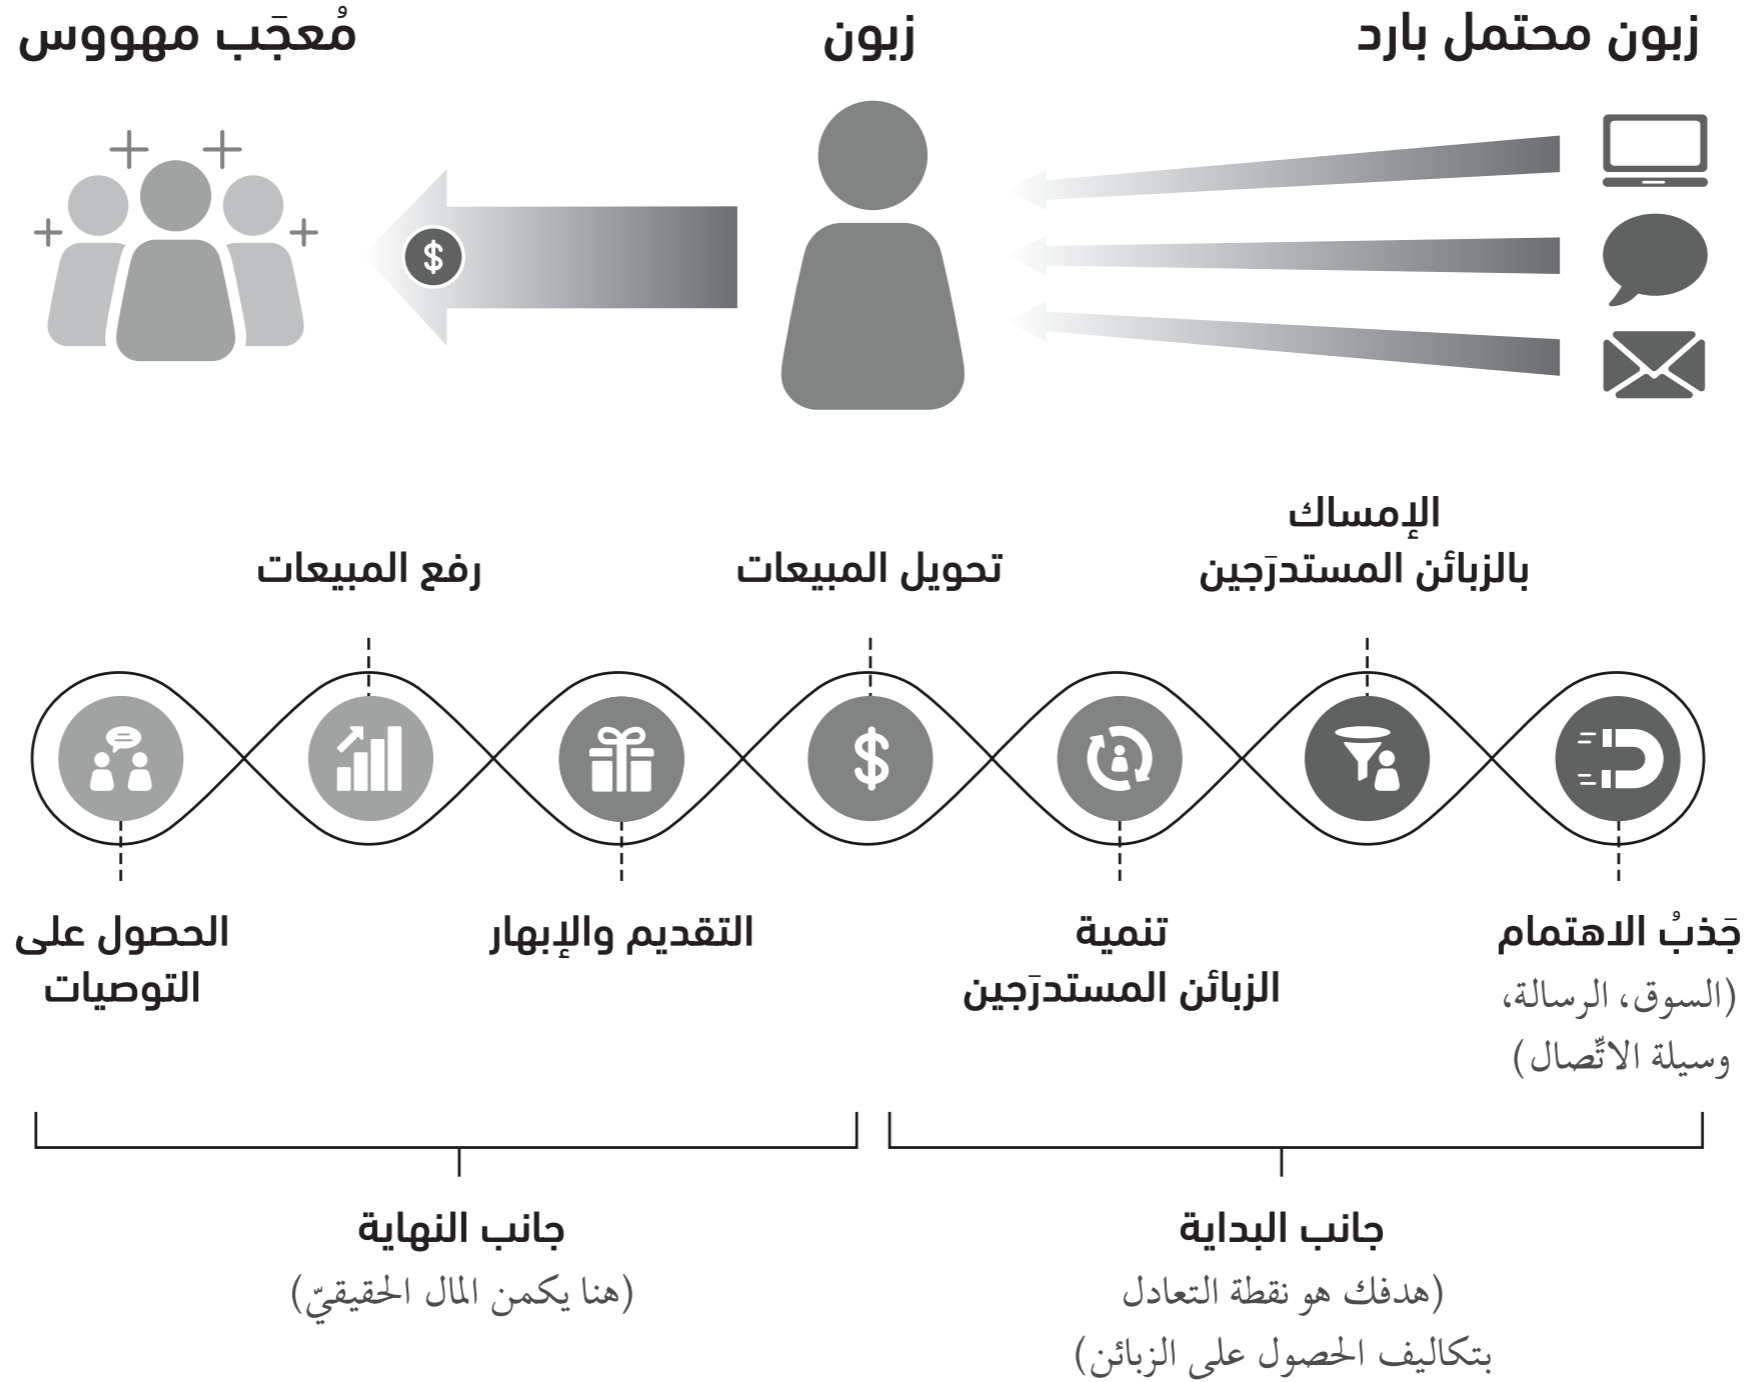 زبون محتمل بارد
زبون
مُعجَب مهووس
الإمساك
بالزبائن المستدرَجين
تحويل المبيعات
رفع المبيعات
$
$
جَذبُ الاهتمام
(السوق، الرسالة،
وسيلة الاتِّصال)
تنمية
الزبائن المستدرَجين
التقديم والإبهار
الحصول على
التوصيات
جانب البداية
(هدفك هو نقطة التعادل
بتكاليف الحصول على الزبائن)
جانب النهاية
(هنا يكمن المال الحقيقيّ)